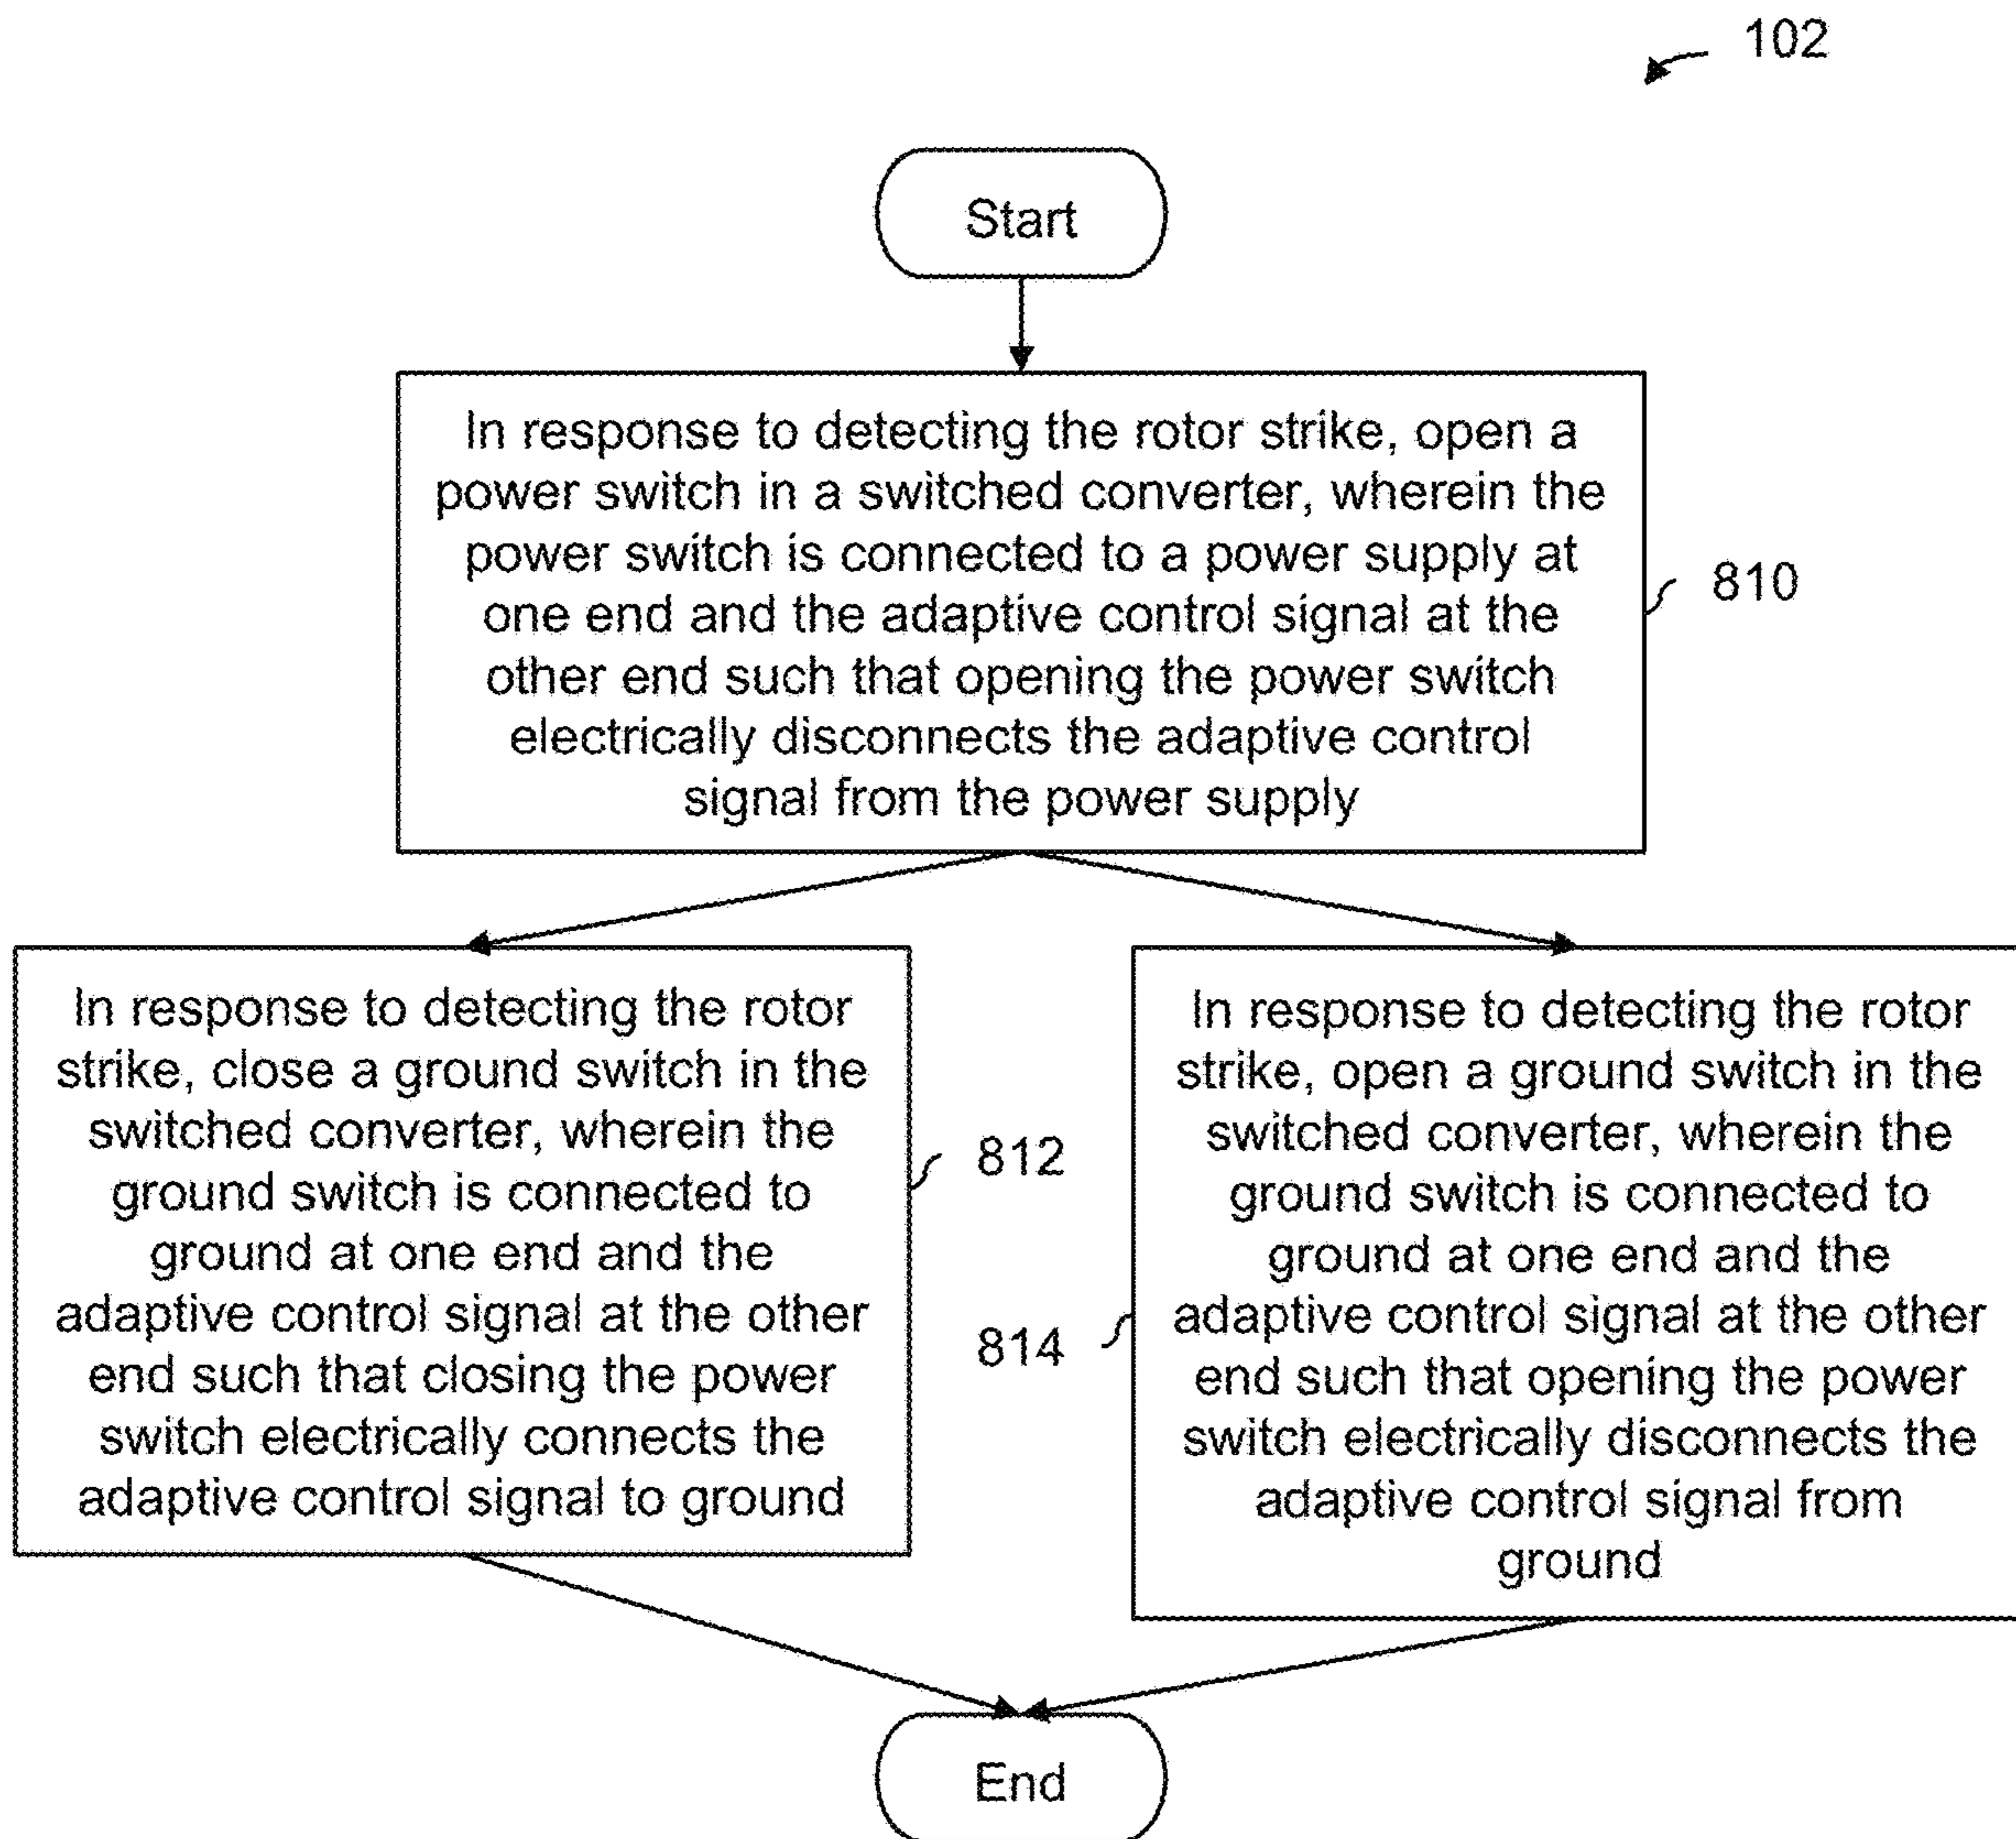 102
Start
In response to detecting the rotor strike, open a
power switch in a switched converter, wherein the
power switch is connected to a power supply at
one end and the adaptive control signal at the
other end such that opening the power switch
electrically disconnects the adaptive control
signal from the power supply
810
In response to detecting the rotor
strike, close a ground switch in the
switched converter, wherein the
ground switch is connected to
ground at one end and the
adaptive control signal at the other
end such that closing the power
switch electrically connects the
adaptive control signal to ground
812
In response to detecting the rotor
strike, open a ground switch in the
switched converter, wherein the
ground switch is connected to
ground at one end and the
adaptive control signal at the other
end such that opening the power
switch electrically disconnects the
adaptive control signal from
ground
814
End